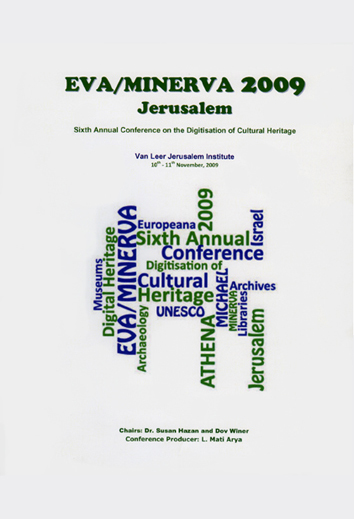 EVA/MINERVA 2009
Jerusalem
Sixth Annual Conference on the Digitisation of Cultural Heritage
Van Leer Jerusalem Institute
10th - 11th November, 2009
Europeana
2009
Israel
Sixth Annual
Conference
Digitisation of
Cultural
Heritage
UNESCO
Museums
Digital Heritage
EVA/MINERVA
Archaeology
ATHENA
MICHAEL
MINERVA
Libraries
Archives
Jerusalem
Chairs: Dr. Susan Hazan and Dov Winer
Conference Producer: L. Mati Arya